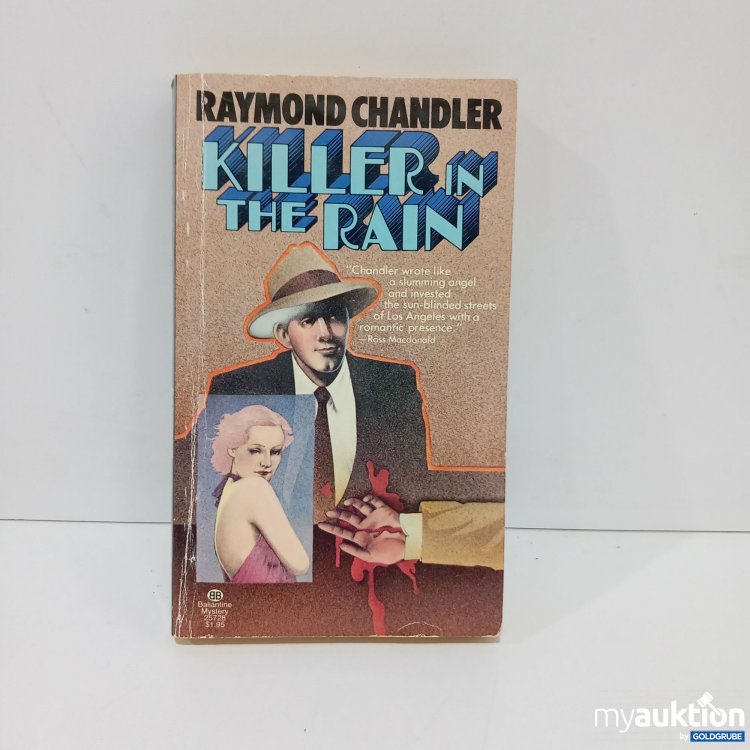 RAYMOND CHANDLER
KILLER IN
THE RAIN
"Chandler wrote like
a slumming angel
and invested
the sun-blinded streets
of Los Angeles with a
romantic presence."
—Ross Macdonald
BB
Ballantine
Mystery
25728
$1.95
myauktion
by GOLDGRUBE